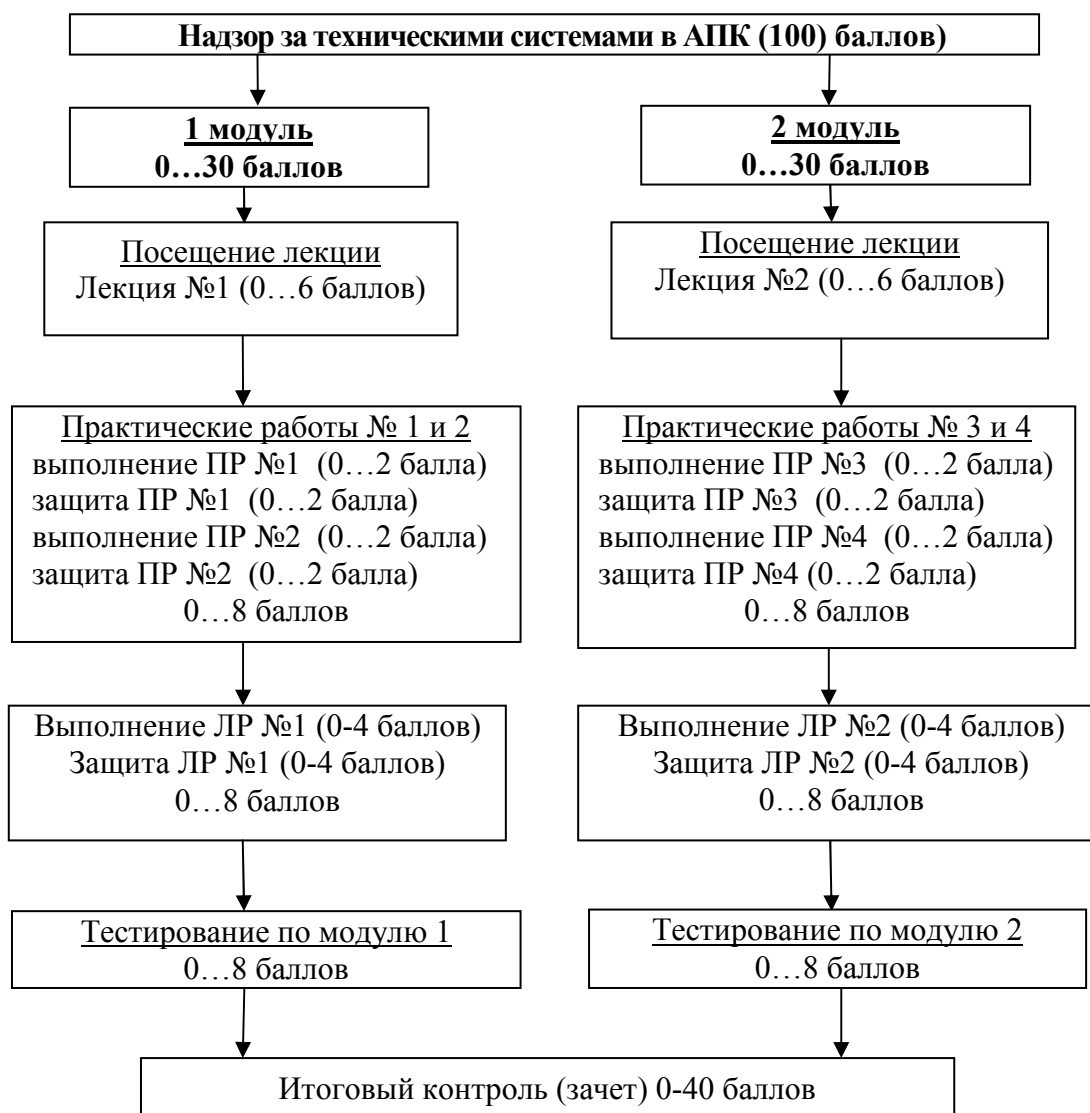 Надзор за техническими системами в АПК (100) баллов)
1 модуль
0…30 баллов
2 модуль
0…30 баллов
Посещение лекции
Лекция №1 (0…6 баллов)
Посещение лекции
Лекция №2 (0…6 баллов)
Практические работы № 1 и 2
выполнение ПР №1 (0…2 балла)
защита ПР №1 (0…2 балла)
выполнение ПР №2 (0…2 балла)
защита ПР №2 (0…2 балла)
0…8 баллов
Практические работы № 3 и 4
выполнение ПР №3 (0…2 балла)
защита ПР №3 (0…2 балла)
выполнение ПР №4 (0…2 балла)
защита ПР №4 (0…2 балла)
0…8 баллов
Выполнение ЛР №1 (0-4 баллов)
Защита ЛР №1 (0-4 баллов)
0…8 баллов
Выполнение ЛР №2 (0-4 баллов)
Защита ЛР №2 (0-4 баллов)
0…8 баллов
Тестирование по модулю 1
0…8 баллов
Тестирование по модулю 2
0…8 баллов
Итоговый контроль (зачет) 0-40 баллов